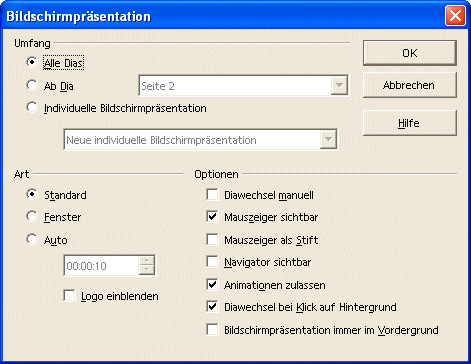 Bildschirmpräsentation
Umfang
Alle Dias
Ab Dia
Seite 2
Individuelle Bildschirmpräsentation
Neue individuelle Bildschirmpräsentation
OK
Abbrechen
Hilfe
Art
Standard
Fenster
Auto
00:00:10
Logo einblenden
Optionen
Diawechsel manuell
Mauszeiger sichtbar
Mauszeiger als Stift
Navigator sichtbar
Animationen zulassen
Diawechsel bei Klick auf Hintergrund
Bildschirmpräsentation immer im Vordergrund